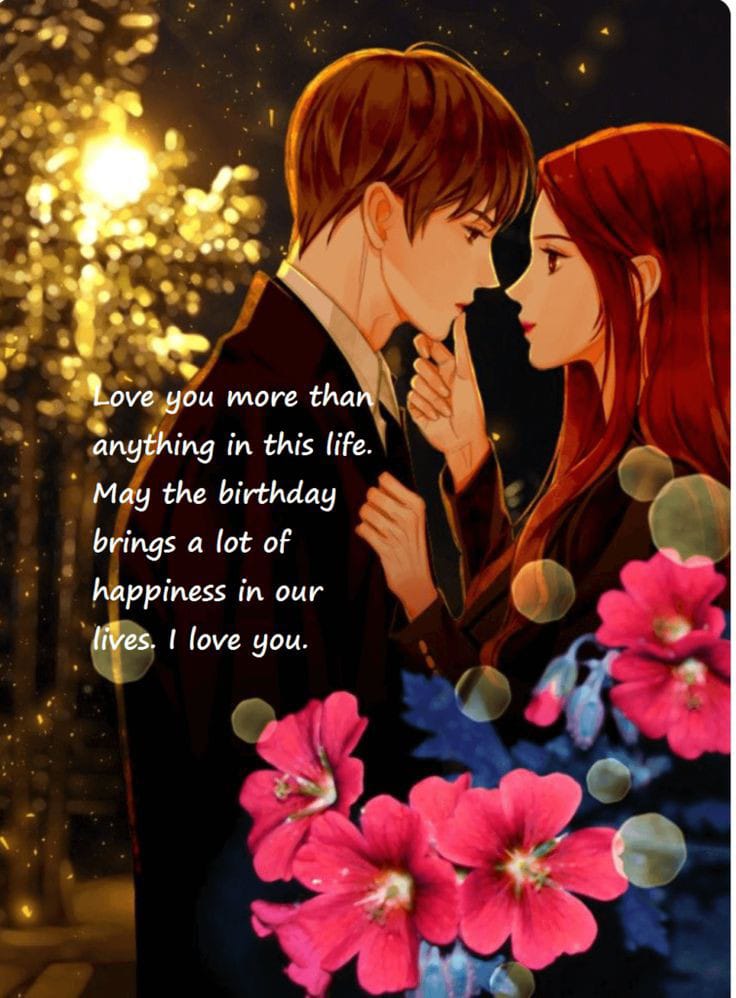 Love you more than
anything in this life.
May the birthday
brings a lot of
happiness in our
lives. I love you.